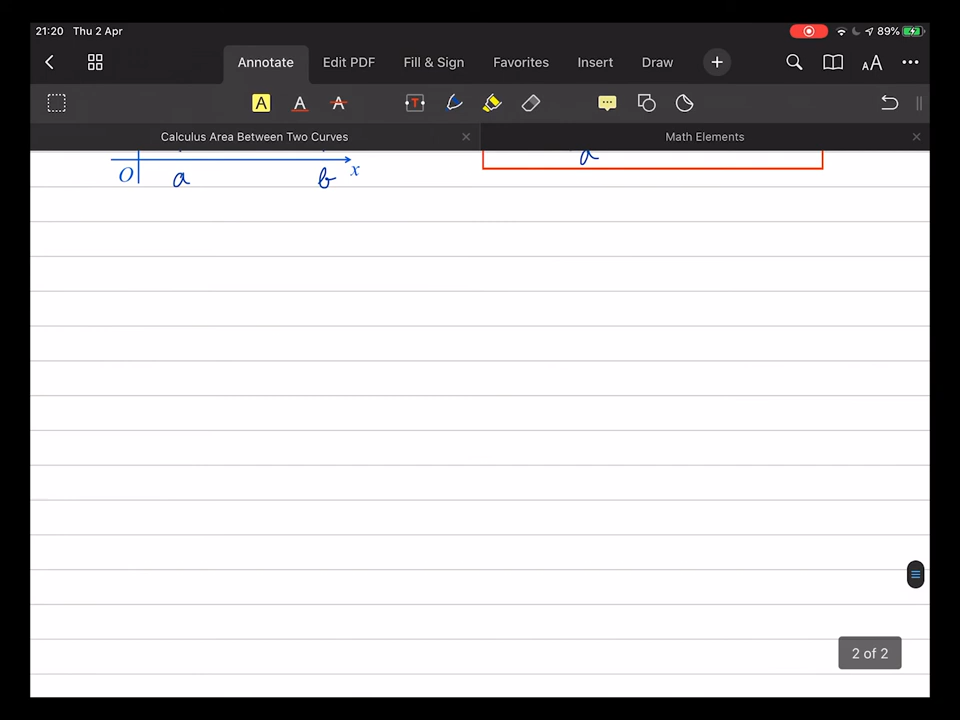 21:20 Thu 2 Apr 89%
Annotate Edit PDF Fill & Sign Favorites Insert Draw
Calculus Area Between Two Curves Math Elements
O a b x
a
2 of 2